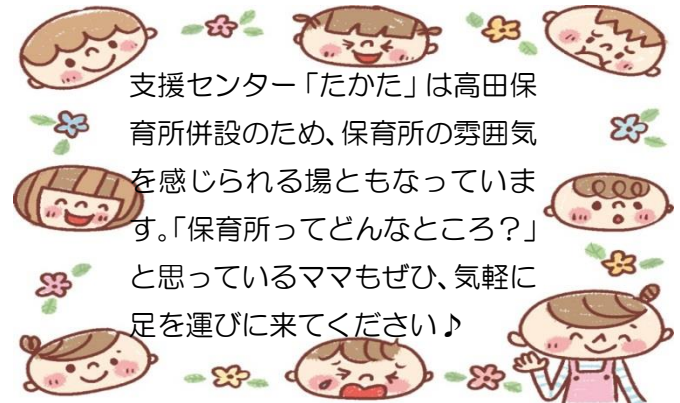 支援センター「たかた」は高田保
育所併設のため、保育所の雰囲気
を感じられる場ともなっていま
す。「保育所ってどんなところ?」
と思っているママもぜひ、気軽に
足を運びに来てください♪